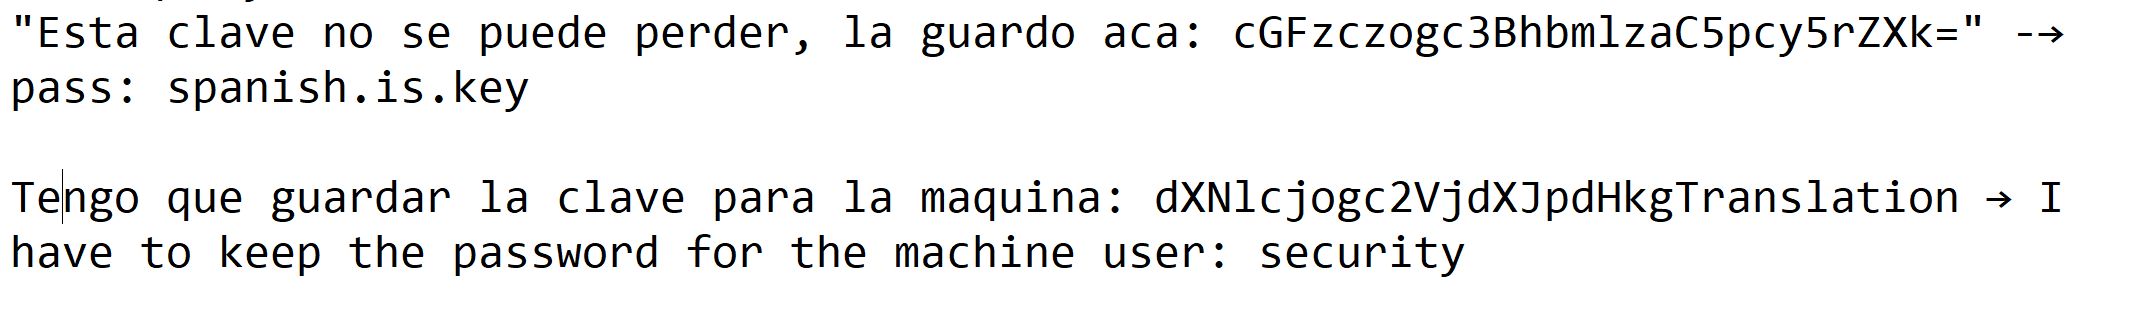 "Esta clave no se puede perder, la guardo aca: cGFzczogc3BhbmlzaC5pcy5rZXk=" -→
pass: spanish.is.key
Tengo que guardar la clave para la maquina: dXNlcjogc2VjdXJpdHkgTranslation → I
have to keep the password for the machine user: security